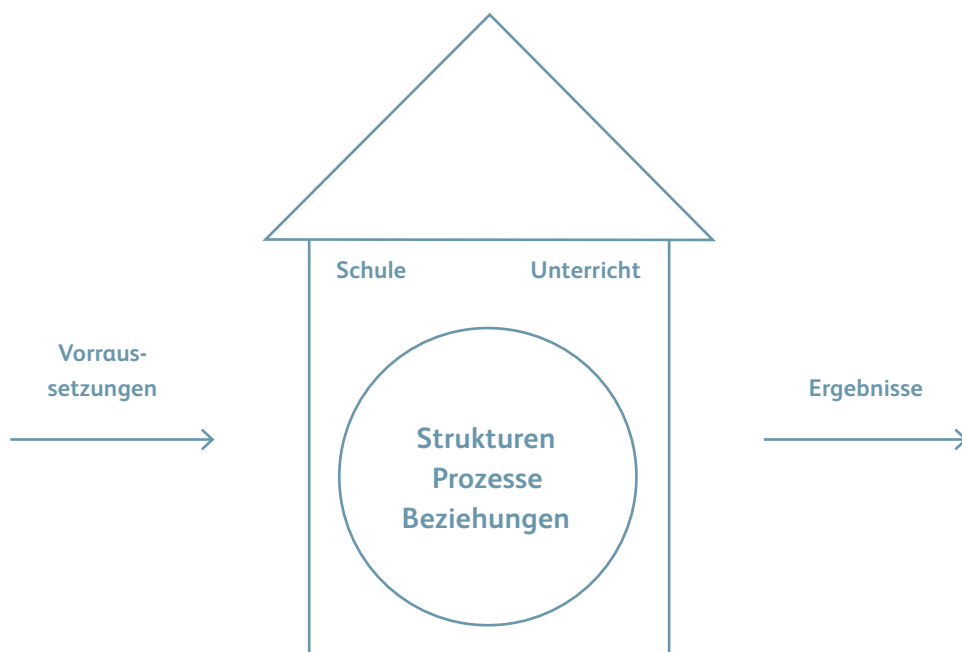 Schule
Unterricht
Vorraus-
setzungen
Strukturen
Prozesse
Beziehungen
Ergebnisse